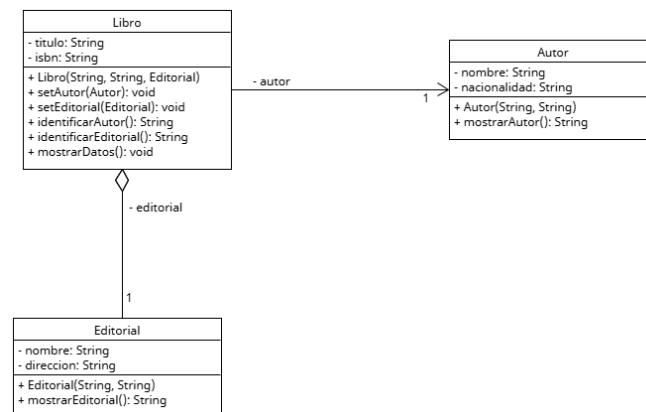 Libro
- titulo: String
- isbn: String
+ Libro(String, String, Editorial)
+ setAutor(Autor): void
+ setEditorial(Editorial): void
+ identificarAutor(): String
+ identificarEditorial(): String
+ mostrarDatos(): void
- autor
1
Autor
- nombre: String
- nacionalidad: String
+ Autor(String, String)
+ mostrarAutor(): String
- editorial
1
Editorial
- nombre: String
- direccion: String
+ Editorial(String, String)
+ mostrarEditorial(): String